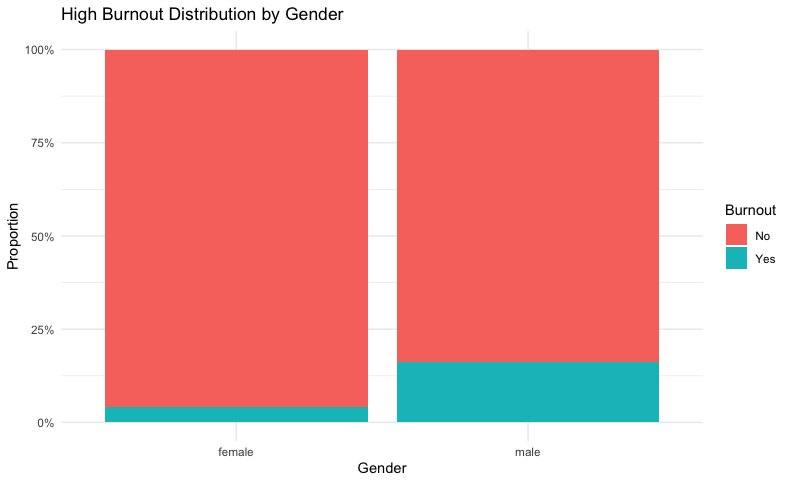 High Burnout Distribution by Gender
Proportion
100%
75%
50%
25%
0%
female
male
Gender
Burnout
No
Yes